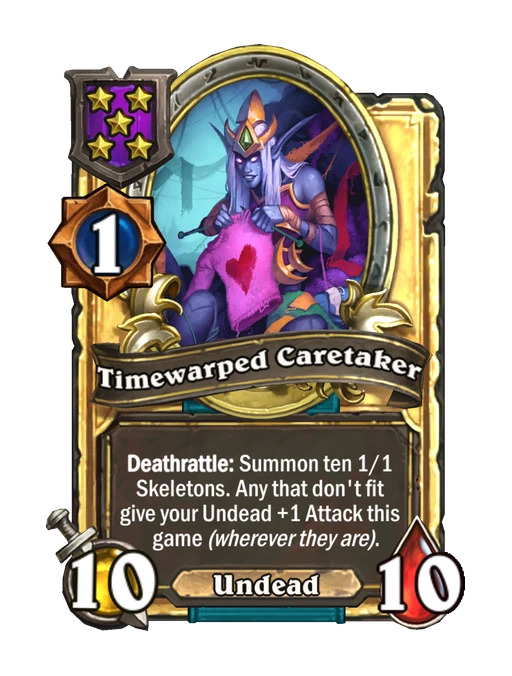 1
Timewarped Caretaker
Deathrattle: Summon ten 1/1
Skeletons. Any that don't fit
give your Undead +1 Attack this
game (wherever they are).
10
Undead
10